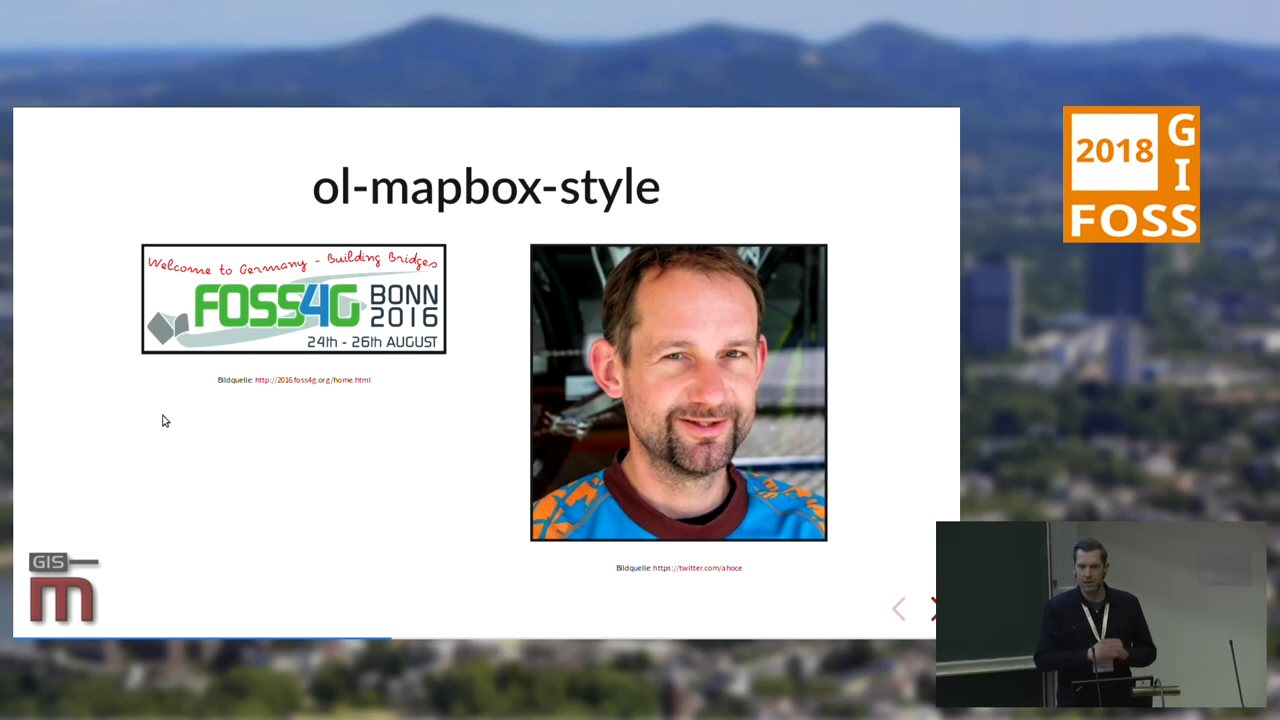 ol-mapbox-style
Welcome to Germany - Building Bridges
FOSS4G BONN
2016
24th - 26th AUGUST
Bildquelle: http://2016.foss4g.org/home.html
Bildquelle: https://twitter.com/ahoce
GIS
m
2018 GI
FOSS